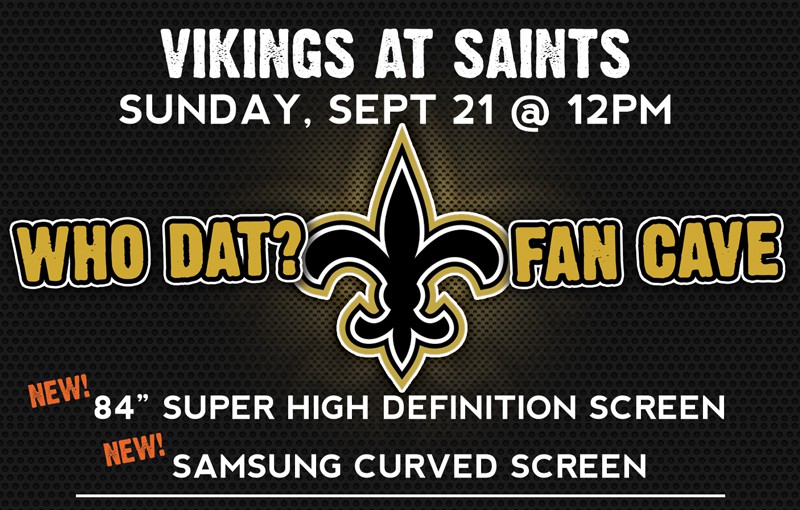 VIKINGS AT SAINTS
SUNDAY, SEPT 21 @ 12PM
WHO DAT? FAN CAVE
NEW! 84” SUPER HIGH DEFINITION SCREEN
NEW! SAMSUNG CURVED SCREEN